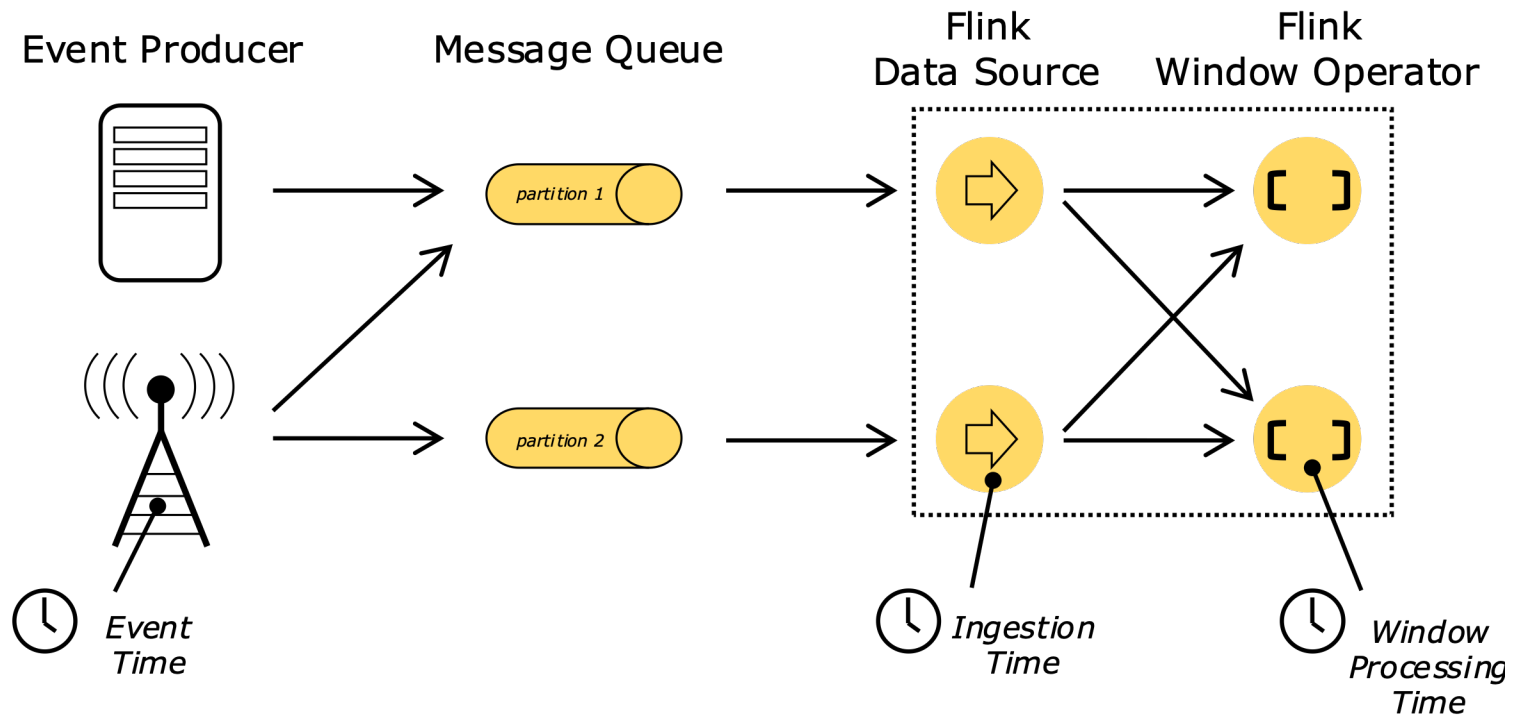 Event Producer
Message Queue
Flink
Data Source
Flink
Window Operator
partition 1
partition 2
Event
Time
Ingestion
Time
Window
Processing
Time